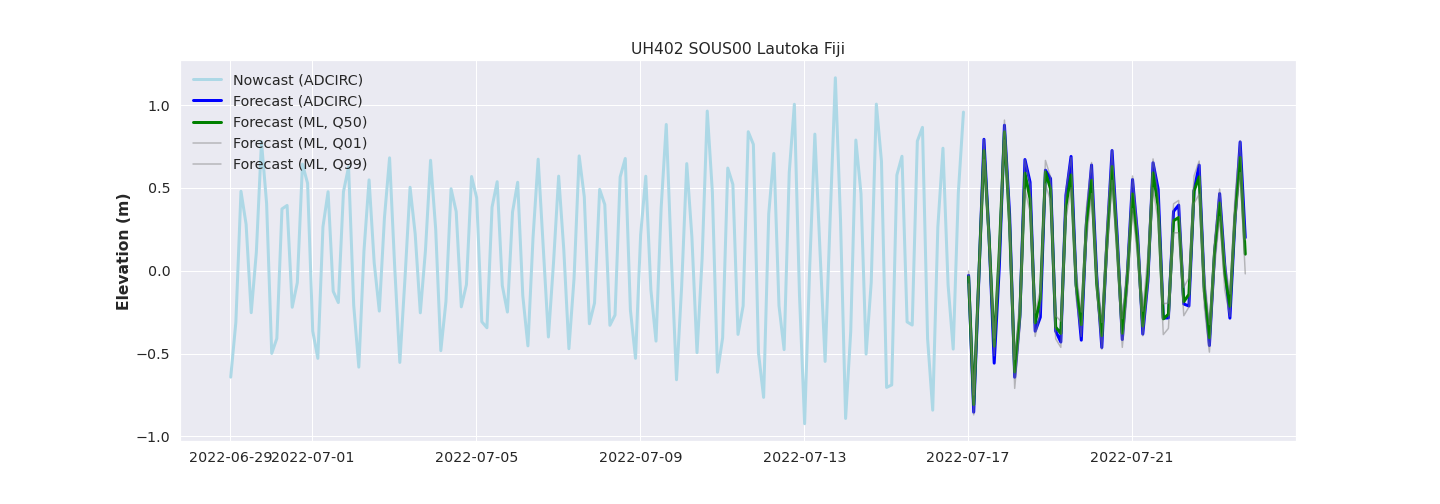 UH402 SOUS00 Lautoka Fiji
Nowcast (ADCIRC)
Forecast (ADCIRC)
Forecast (ML, Q50)
Forecast (ML, Q01)
Forecast (ML, Q99)
Elevation (m)
1.0
0.5
0.0
−0.5
−1.0
2022-06-29 2022-07-01 2022-07-05 2022-07-09 2022-07-13 2022-07-17 2022-07-21